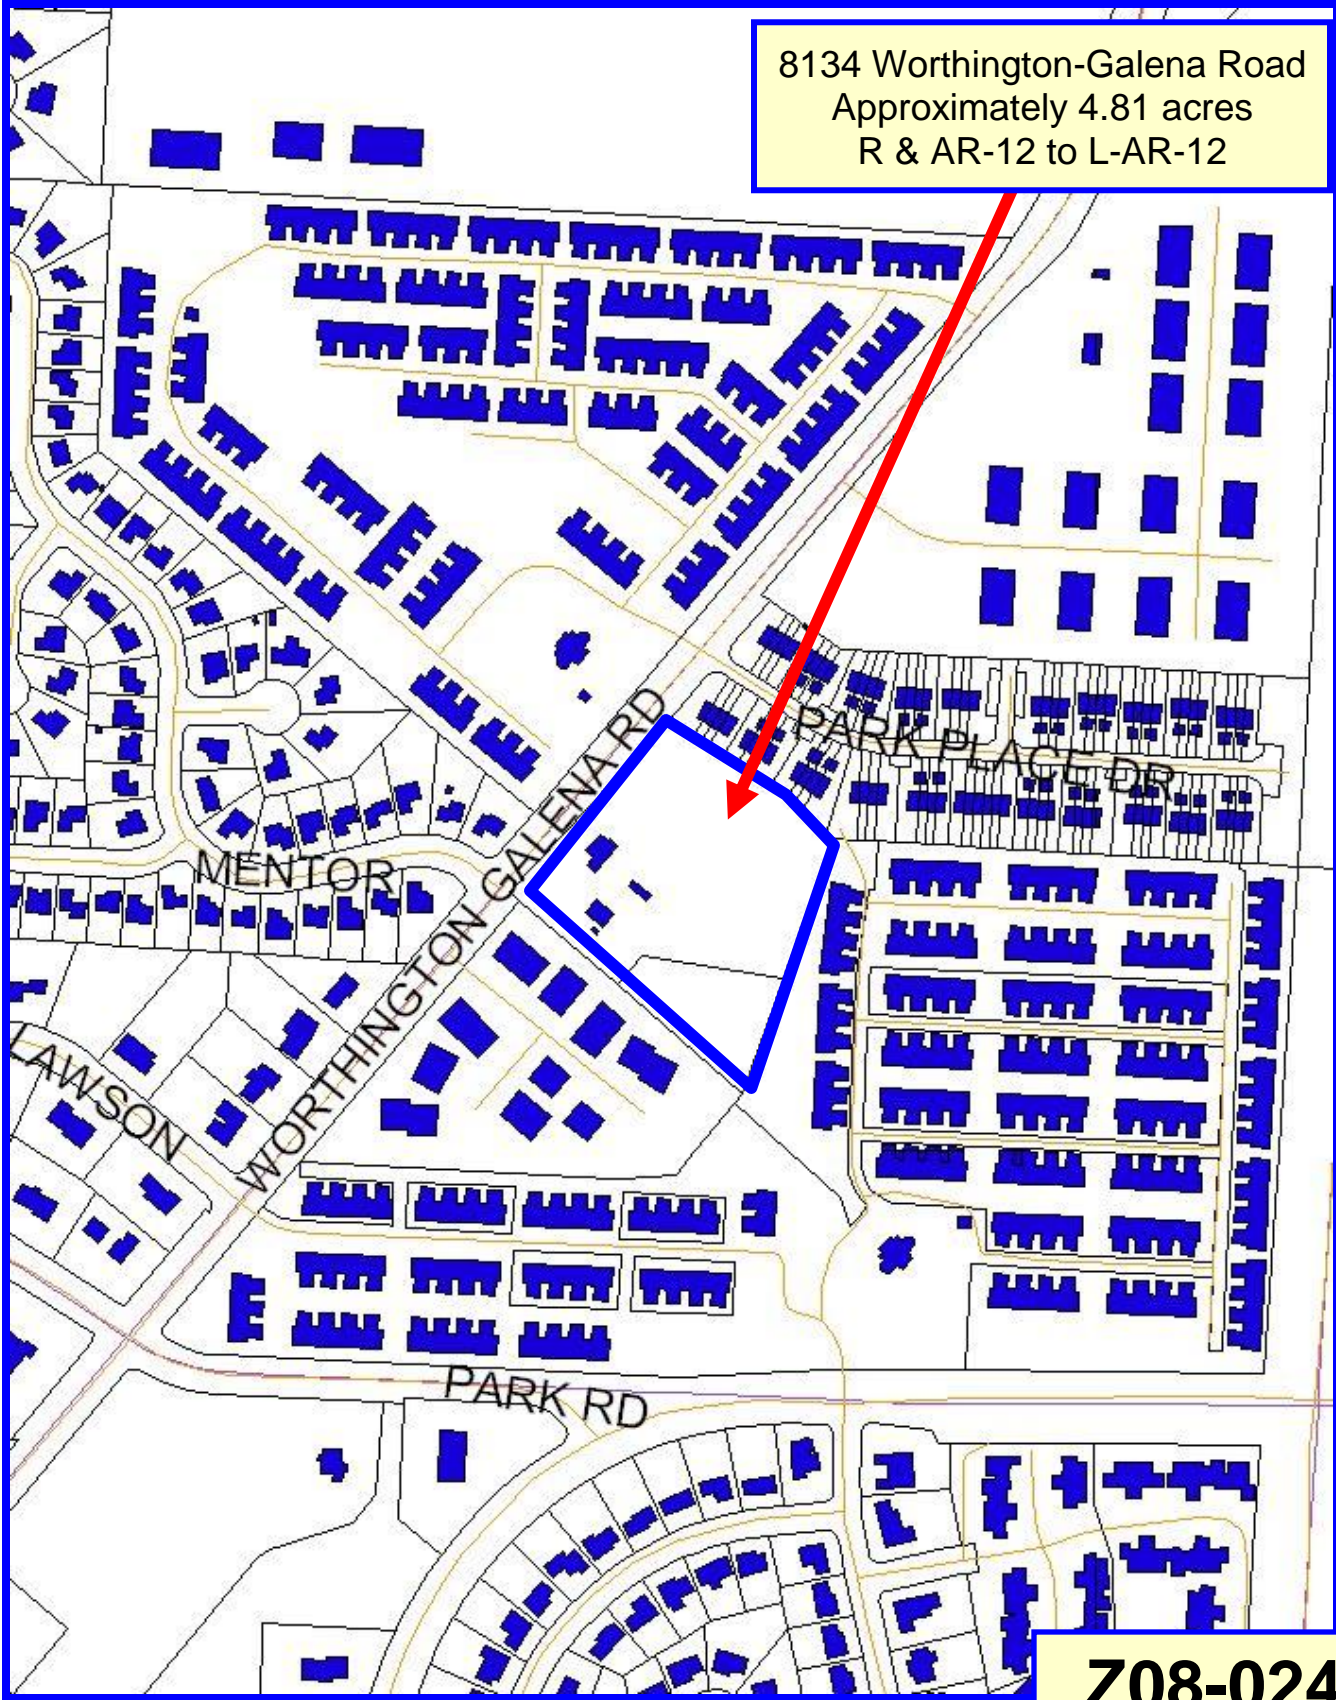 8134 Worthington-Galena Road
Approximately 4.81 acres
R & AR-12 to L-AR-12
PARK PLACE DR
WORTHINGTON GALENA RD
MENTOR
LAWSON
PARK RD
Z08-024